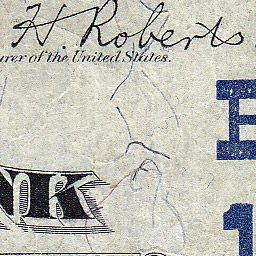 H. Roberts
urer of the United States.
NK